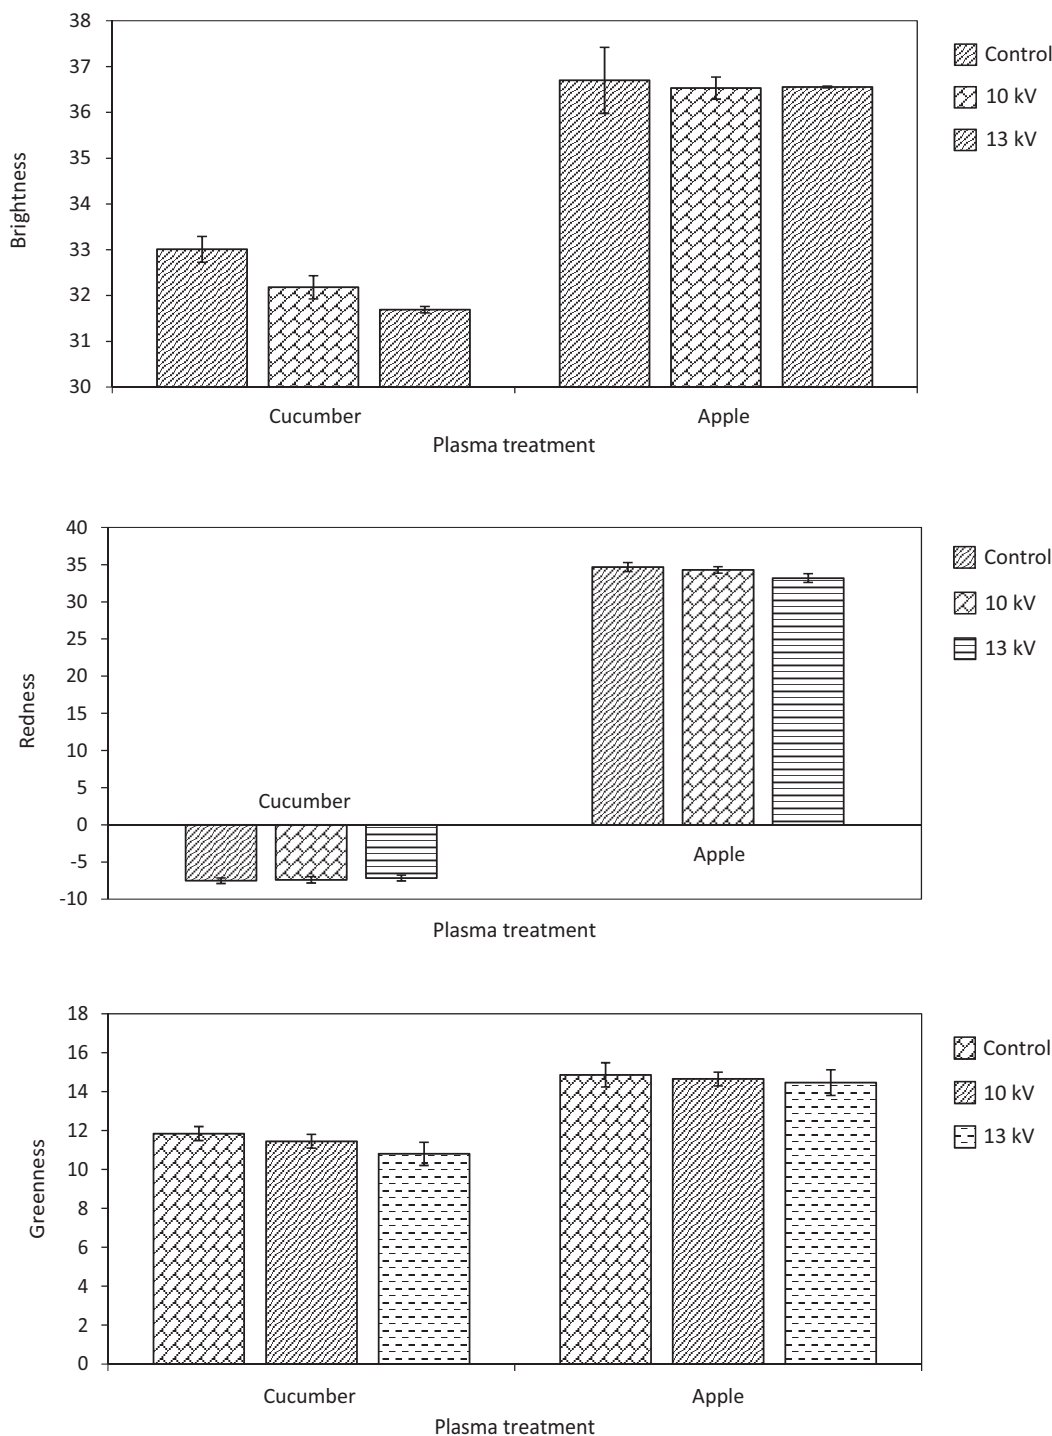 38
37
36
35
34
33
32
31
30
Brightness
Cucumber
Apple
Plasma treatment
Control
10 kV
13 kV
40
35
30
25
20
15
10
5
0
-5
-10
Redness
Cucumber
Apple
Plasma treatment
Control
10 kV
13 kV
18
16
14
12
10
8
6
4
2
0
Greenness
Cucumber
Apple
Plasma treatment
Control
10 kV
13 kV